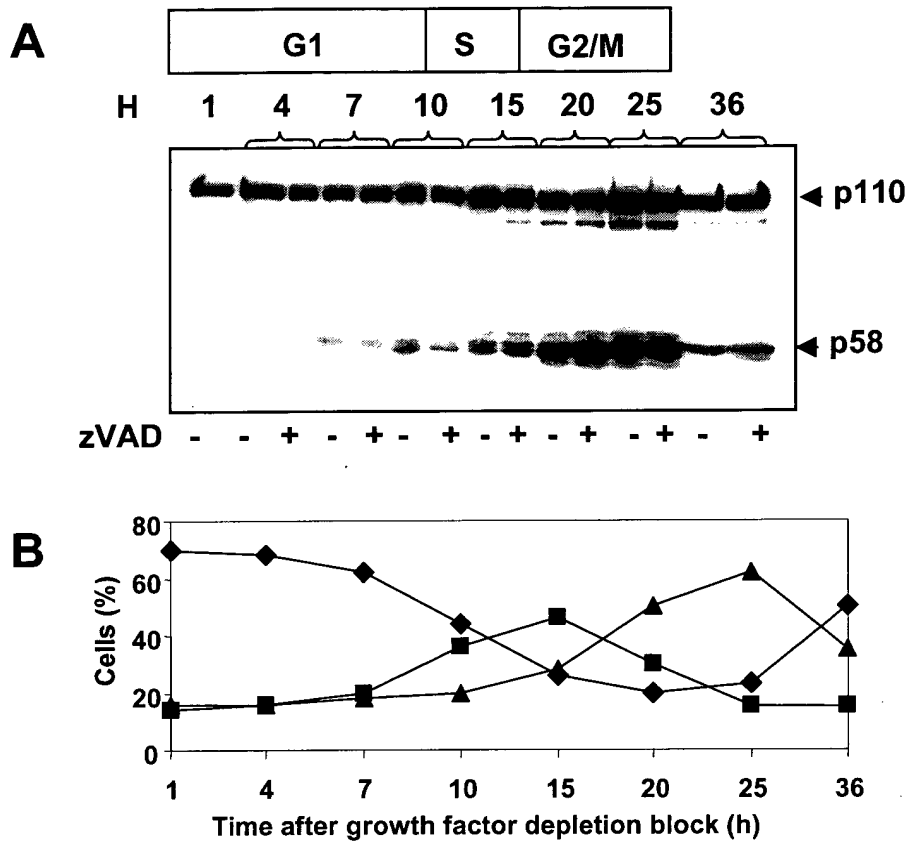 A
G1 S G2/M
H 1 4 7 10 15 20 25 36
p110
p58
zVAD - - + - + - + - + - + - + - +
B
80
60
40
20
0
Cells (%)
1 4 7 10 15 20 25 36
Time after growth factor depletion block (h)